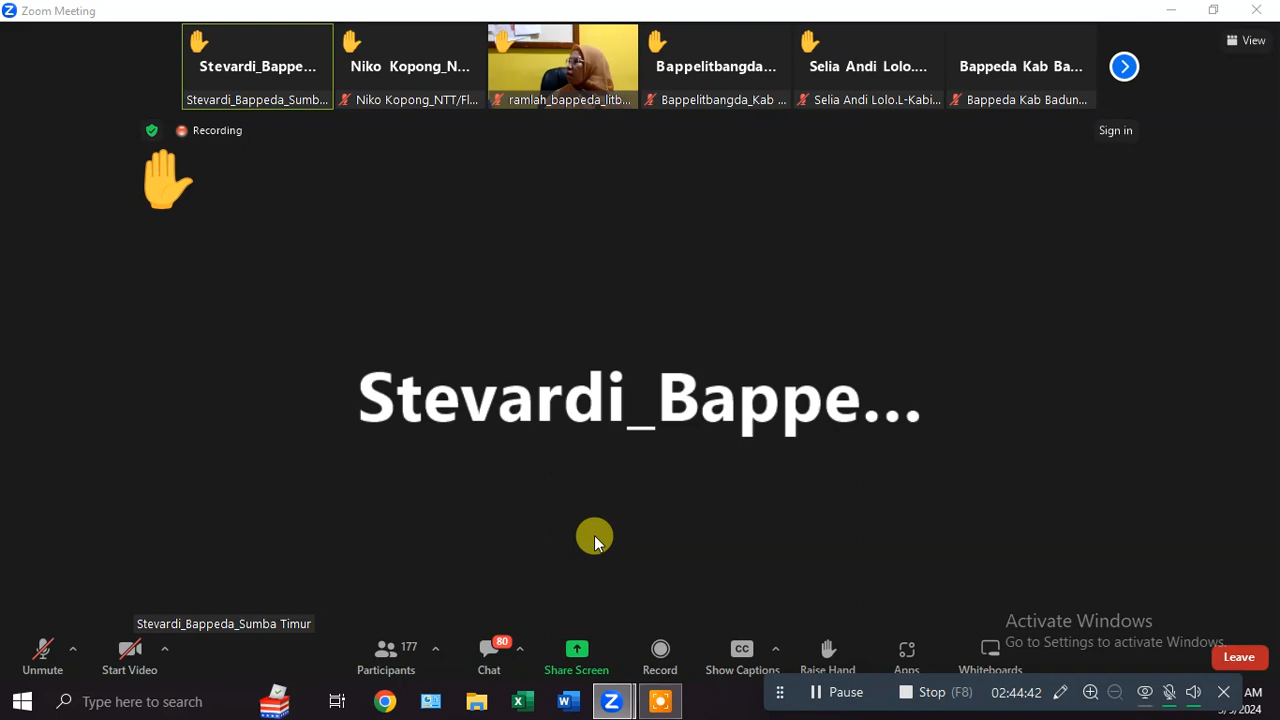 Zoom Meeting
Stevardi_Bappe...
Niko Kopong_N...
Bappelitbangda...
Selia Andi Lolo....
Bappeda Kab Ba...
View
Stevardi_Bappeda_Sumb...
Niko Kopong_NTT/Fl...
ramlah_bappeda_litb...
Bappelitbangda_Kab ...
Selia Andi Lolo.L-Kabi...
Bappeda Kab Badun...
Recording
Sign in
Stevardi_Bappe...
Stevardi_Bappeda_Sumba Timur
Activate Windows
Go to Settings to activate Windows.
177
80
CC
Unmute
Start Video
Participants
Chat
Share Screen
Record
Show Captions
Raise Hand
Apps
Whiteboards
Leave
Type here to search
Pause
Stop (F8)
02:44:42
AM